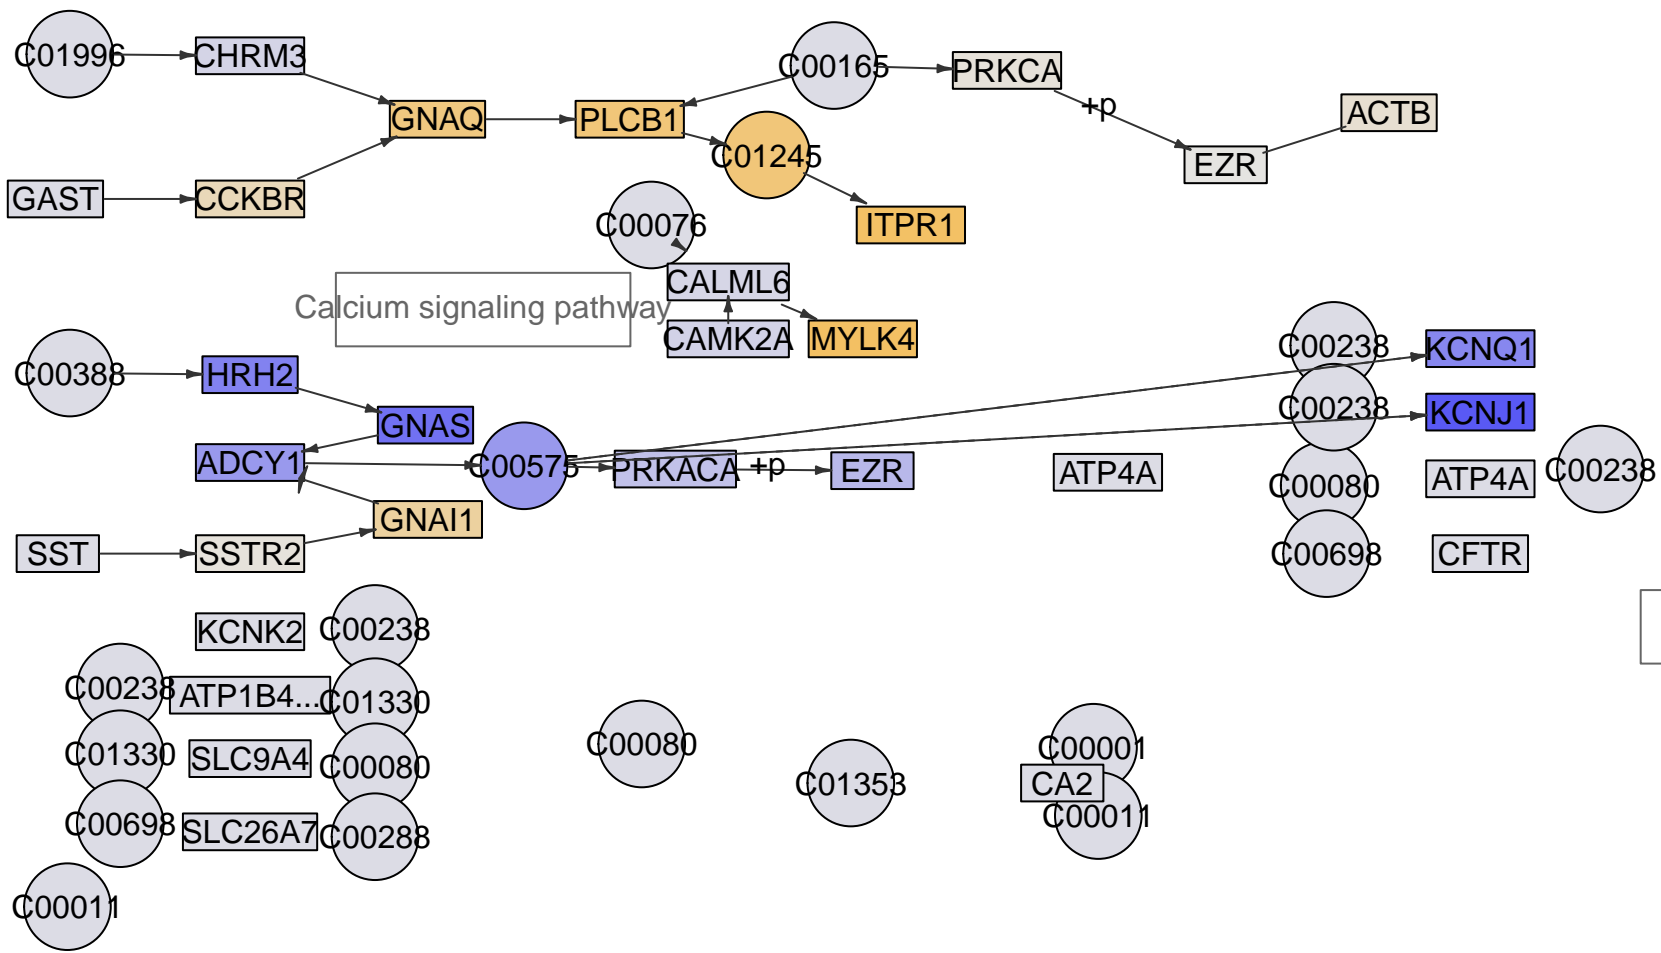 C01996
CHRM3
C00165
PRKCA
+p
ACTB
GNAQ
PLCB1
C01245
EZR
GAST
CCKBR
C00076
ITPR1
CALML6
Calcium signaling pathway
CAMK2A
MYLK4
C00238
KCNQ1
C00388
HRH2
C00238
KCNJ1
GNAS
ADCY1
C00575
PRKACA
+p
EZR
ATP4A
C00080
ATP4A
C00238
GNAI1
SST
SSTR2
C00698
CFTR
KCNK2
C00238
C00238
ATP1B4...
C01330
C01330
SLC9A4
C00080
C00080
C01353
C00001
CA2
C00011
C00698
SLC26A7
C00288
C00011